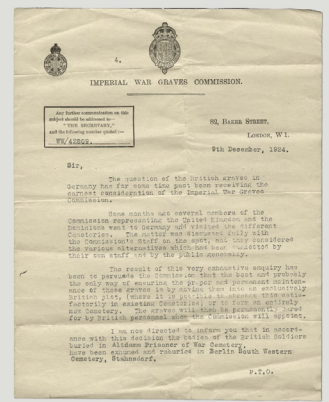 4.
IMPERIAL WAR GRAVES COMMISSION.
Any further communication on this
subject should be addressed to:—
"THE SECRETARY,"
and the following number quoted:—
82, BAKER STREET,
LONDON, W1.
9th December, 1924.
Sir,
The question of the British Graves in
Germany has for some time past been receiving the
earnest consideration of the Imperial War Graves
Commission.
Some months ago several members of the
Commission representing the United Kingdom and the
Dominions went to Germany and visited the different
Cemeteries. The matter was discussed fully with
the Commission's Staff on the spot, and they considered
the various alternatives which had been suggested by
their own staff and by the public generally.
The result of this very exhaustive enquiry has
been to persuade the Commission that the best and probably
the only way of ensuring the proper and permanent mainten-
ance of these graves is by making them into an exclusively
British plot, (where it is possible to arrange this satis-
factorily in existing Cemeteries) or to form an entirely
new Cemetery. The graves will then be permanently cared
for by British personnel whom the Commission will appoint.
I am now directed to inform you that in accord-
ance with this decision the bodies of the British Soldiers
buried in Altdamm Prisoner of War Cemetery,
have been exhumed and reburied in Berlin South Western
Cemetery, Stahnsdorf,
P.T.O.